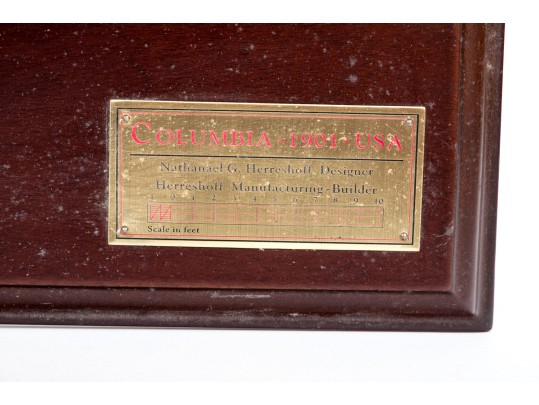 COLUMBIA - 1901 - USA
Nathanael G. Herreshoff, Designer
Herreshoff Manufacturing - Builder
1 0 1 2 3 4 5 6 7 8 9 10
Scale in feet